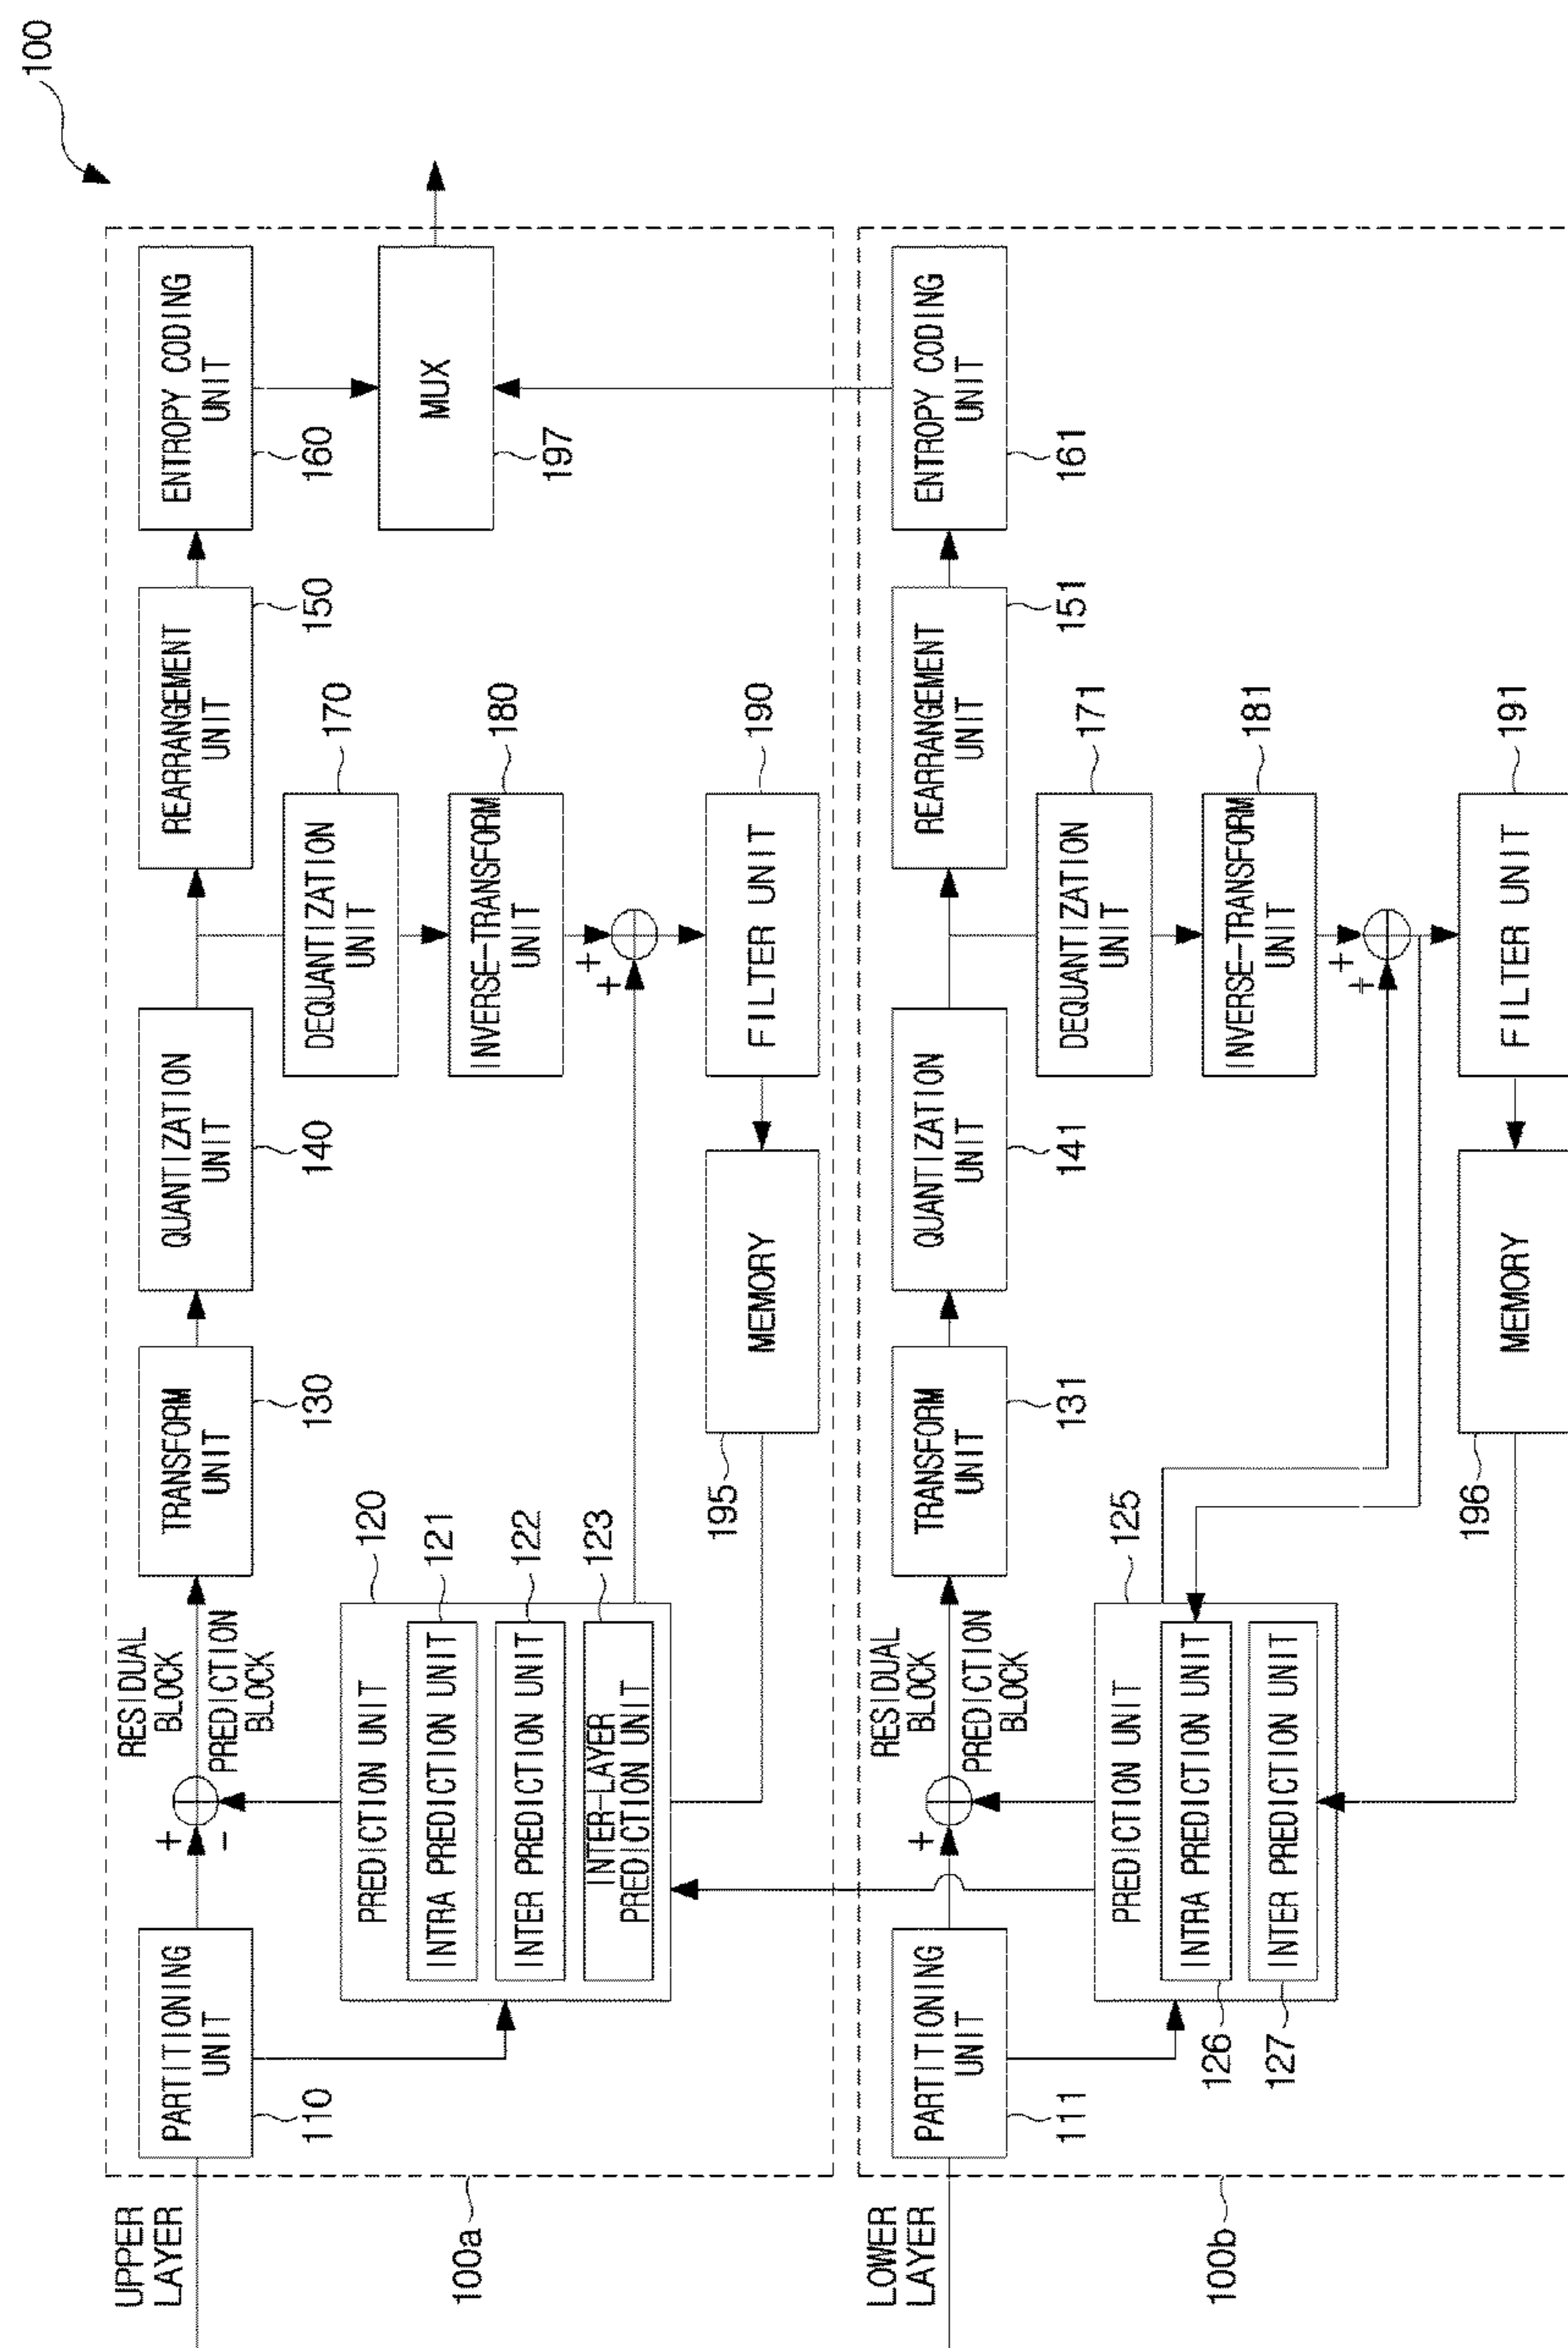 100
UPPER
LAYER
100a
PARTITIONING
UNIT
110
+
-
RESIDUAL
BLOCK
PREDICTION
BLOCK
TRANSFORM
UNIT
130
QUANTIZATION
UNIT
140
REARRANGEMENT
UNIT
150
ENTROPY CODING
UNIT
160
MUX
197
PREDICTION UNIT
120
INTRA PREDICTION UNIT
121
INTER PREDICTION UNIT
122
INTER-LAYER
PREDICTION UNIT
123
DEQUANTIZATION
UNIT
170
INVERSE-TRANSFORM
UNIT
180
+
+
FILTER UNIT
190
MEMORY
195
LOWER
LAYER
100b
PARTITIONING
UNIT
111
+
RESIDUAL
BLOCK
PREDICTION
BLOCK
TRANSFORM
UNIT
131
QUANTIZATION
UNIT
141
REARRANGEMENT
UNIT
151
ENTROPY CODING
UNIT
161
PREDICTION UNIT
125
INTRA PREDICTION UNIT
126
INTER PREDICTION UNIT
127
DEQUANTIZATION
UNIT
171
INVERSE-TRANSFORM
UNIT
181
+
+
FILTER UNIT
191
MEMORY
196